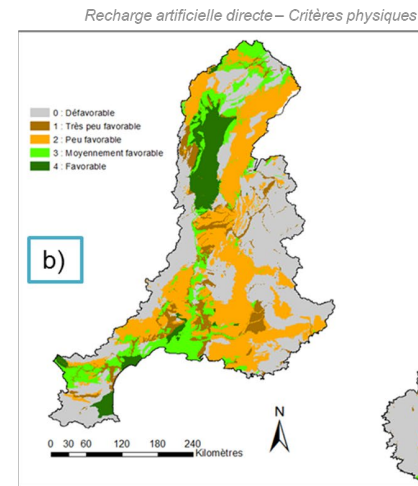 Recharge artificielle directe – Critères physiques
0 : Défavorable
1 : Très peu favorable
2 : Peu favorable
3 : Moyennement favorable
4 : Favorable
b)
N
0 30 60 120 180 240
Kilomètres